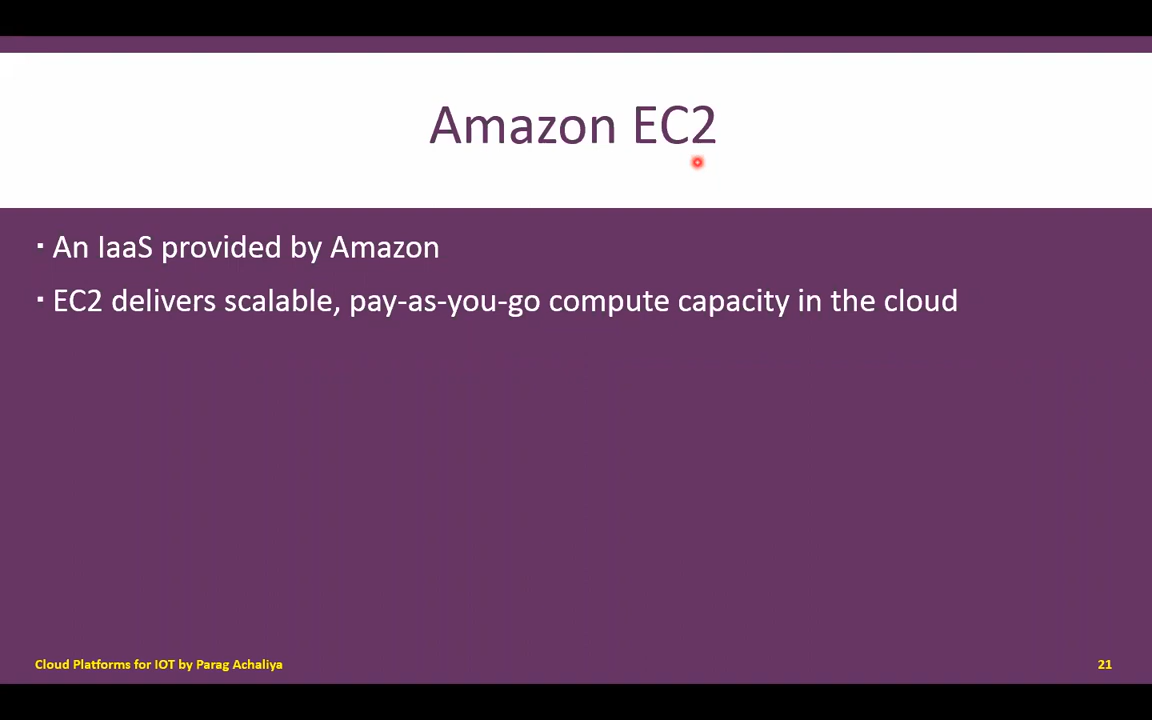 Amazon EC2
▪ An IaaS provided by Amazon
▪ EC2 delivers scalable, pay-as-you-go compute capacity in the cloud
Cloud Platforms for IOT by Parag Achaliya
21